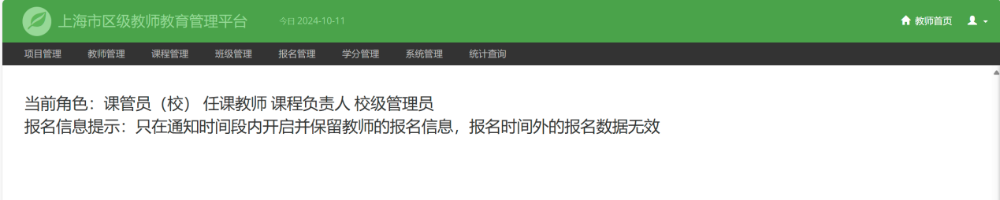 上海市区级教师教育管理平台 今日 2024-10-11 教师首页
项目管理 教师管理 课程管理 班级管理 报名管理 学分管理 系统管理 统计查询
当前角色：课管员（校） 任课教师 课程负责人 校级管理员
报名信息提示：只在通知时间段内开启并保留教师的报名信息，报名时间外的报名数据无效